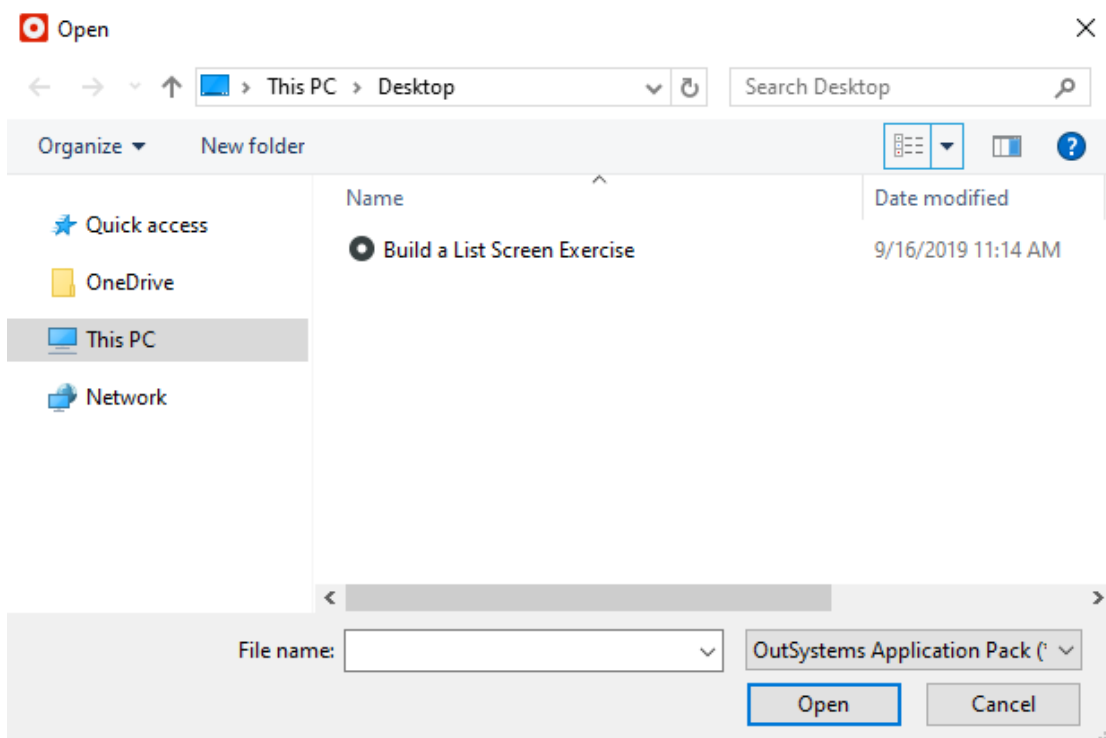 Open
This PC > Desktop
Search Desktop
Organize
New folder
Name
Date modified
Quick access
OneDrive
This PC
Network
Build a List Screen Exercise
9/16/2019 11:14 AM
File name:
OutSystems Application Pack (*
Open
Cancel